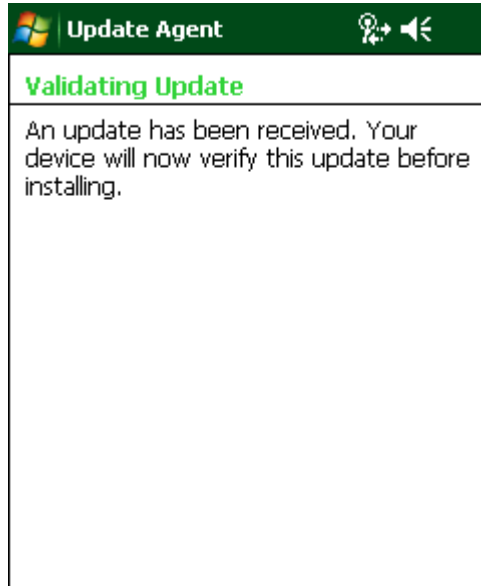 Update Agent
Validating Update
An update has been received. Your
device will now verify this update before
installing.